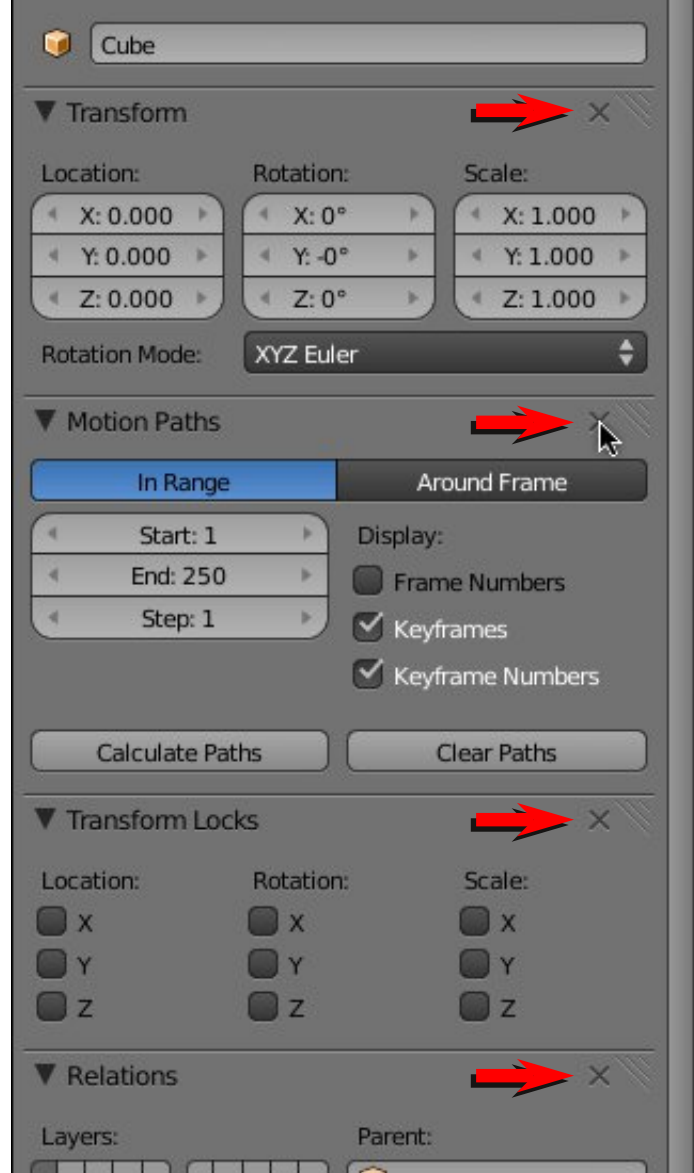 Cube
Transform
Location: Rotation: Scale:
X: 0.000 X: 0° X: 1.000
Y: 0.000 Y: -0° Y: 1.000
Z: 0.000 Z: 0° Z: 1.000
Rotation Mode: XYZ Euler
Motion Paths
In Range Around Frame
Start: 1 Display:
End: 250 Frame Numbers
Step: 1 Keyframes
Keyframe Numbers
Calculate Paths Clear Paths
Transform Locks
Location: Rotation: Scale:
X X X
Y Y Y
Z Z Z
Relations
Layers: Parent: